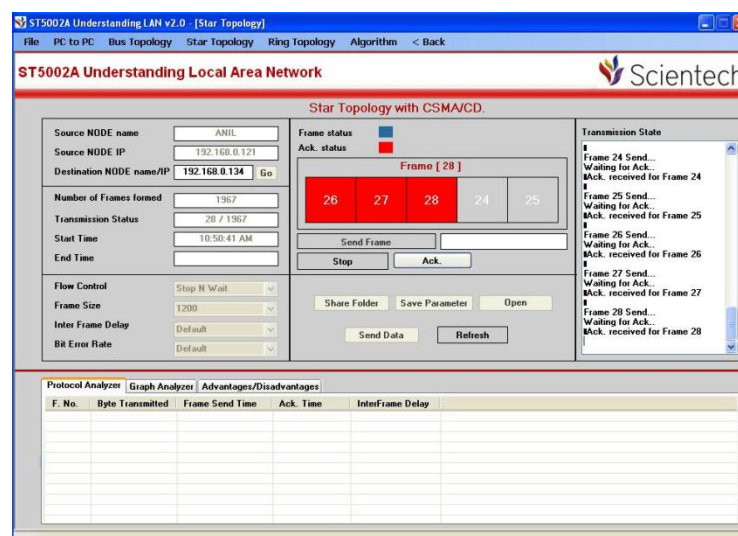 ST5002A Understanding LAN v2.0 - [Star Topology]
File PC to PC Bus Topology Star Topology Ring Topology Algorithm < Back
ST5002A Understanding Local Area Network
Scientech
Star Topology with CSMA/CD.
Source NODE name ANIL
Source NODE IP 192.168.0.121
Destination NODE name/IP 192.168.0.134 Go
Number of Frames formed 1967
Transmission Status 28 / 1967
Start Time 10:50:41 AM
End Time
Flow Control Stop N Wait
Frame Size 1200
Inter Frame Delay Default
Bit Error Rate Default
Frame status
Ack. status
Frame [ 28 ]
26 27 28 24 25
Send Frame
Stop Ack.
Share Folder Save Parameter Open
Send Data Refresh
Transmission State
Frame 24 Send...
Waiting for Ack..
Ack. received for Frame 24
Frame 25 Send...
Waiting for Ack..
Ack. received for Frame 25
Frame 26 Send...
Waiting for Ack..
Ack. received for Frame 26
Frame 27 Send...
Waiting for Ack..
Ack. received for Frame 27
Frame 28 Send...
Waiting for Ack..
Ack. received for Frame 28
Protocol Analyzer Graph Analyzer Advantages/Disadvantages
F. No. Byte Transmitted Frame Send Time Ack. Time InterFrame Delay